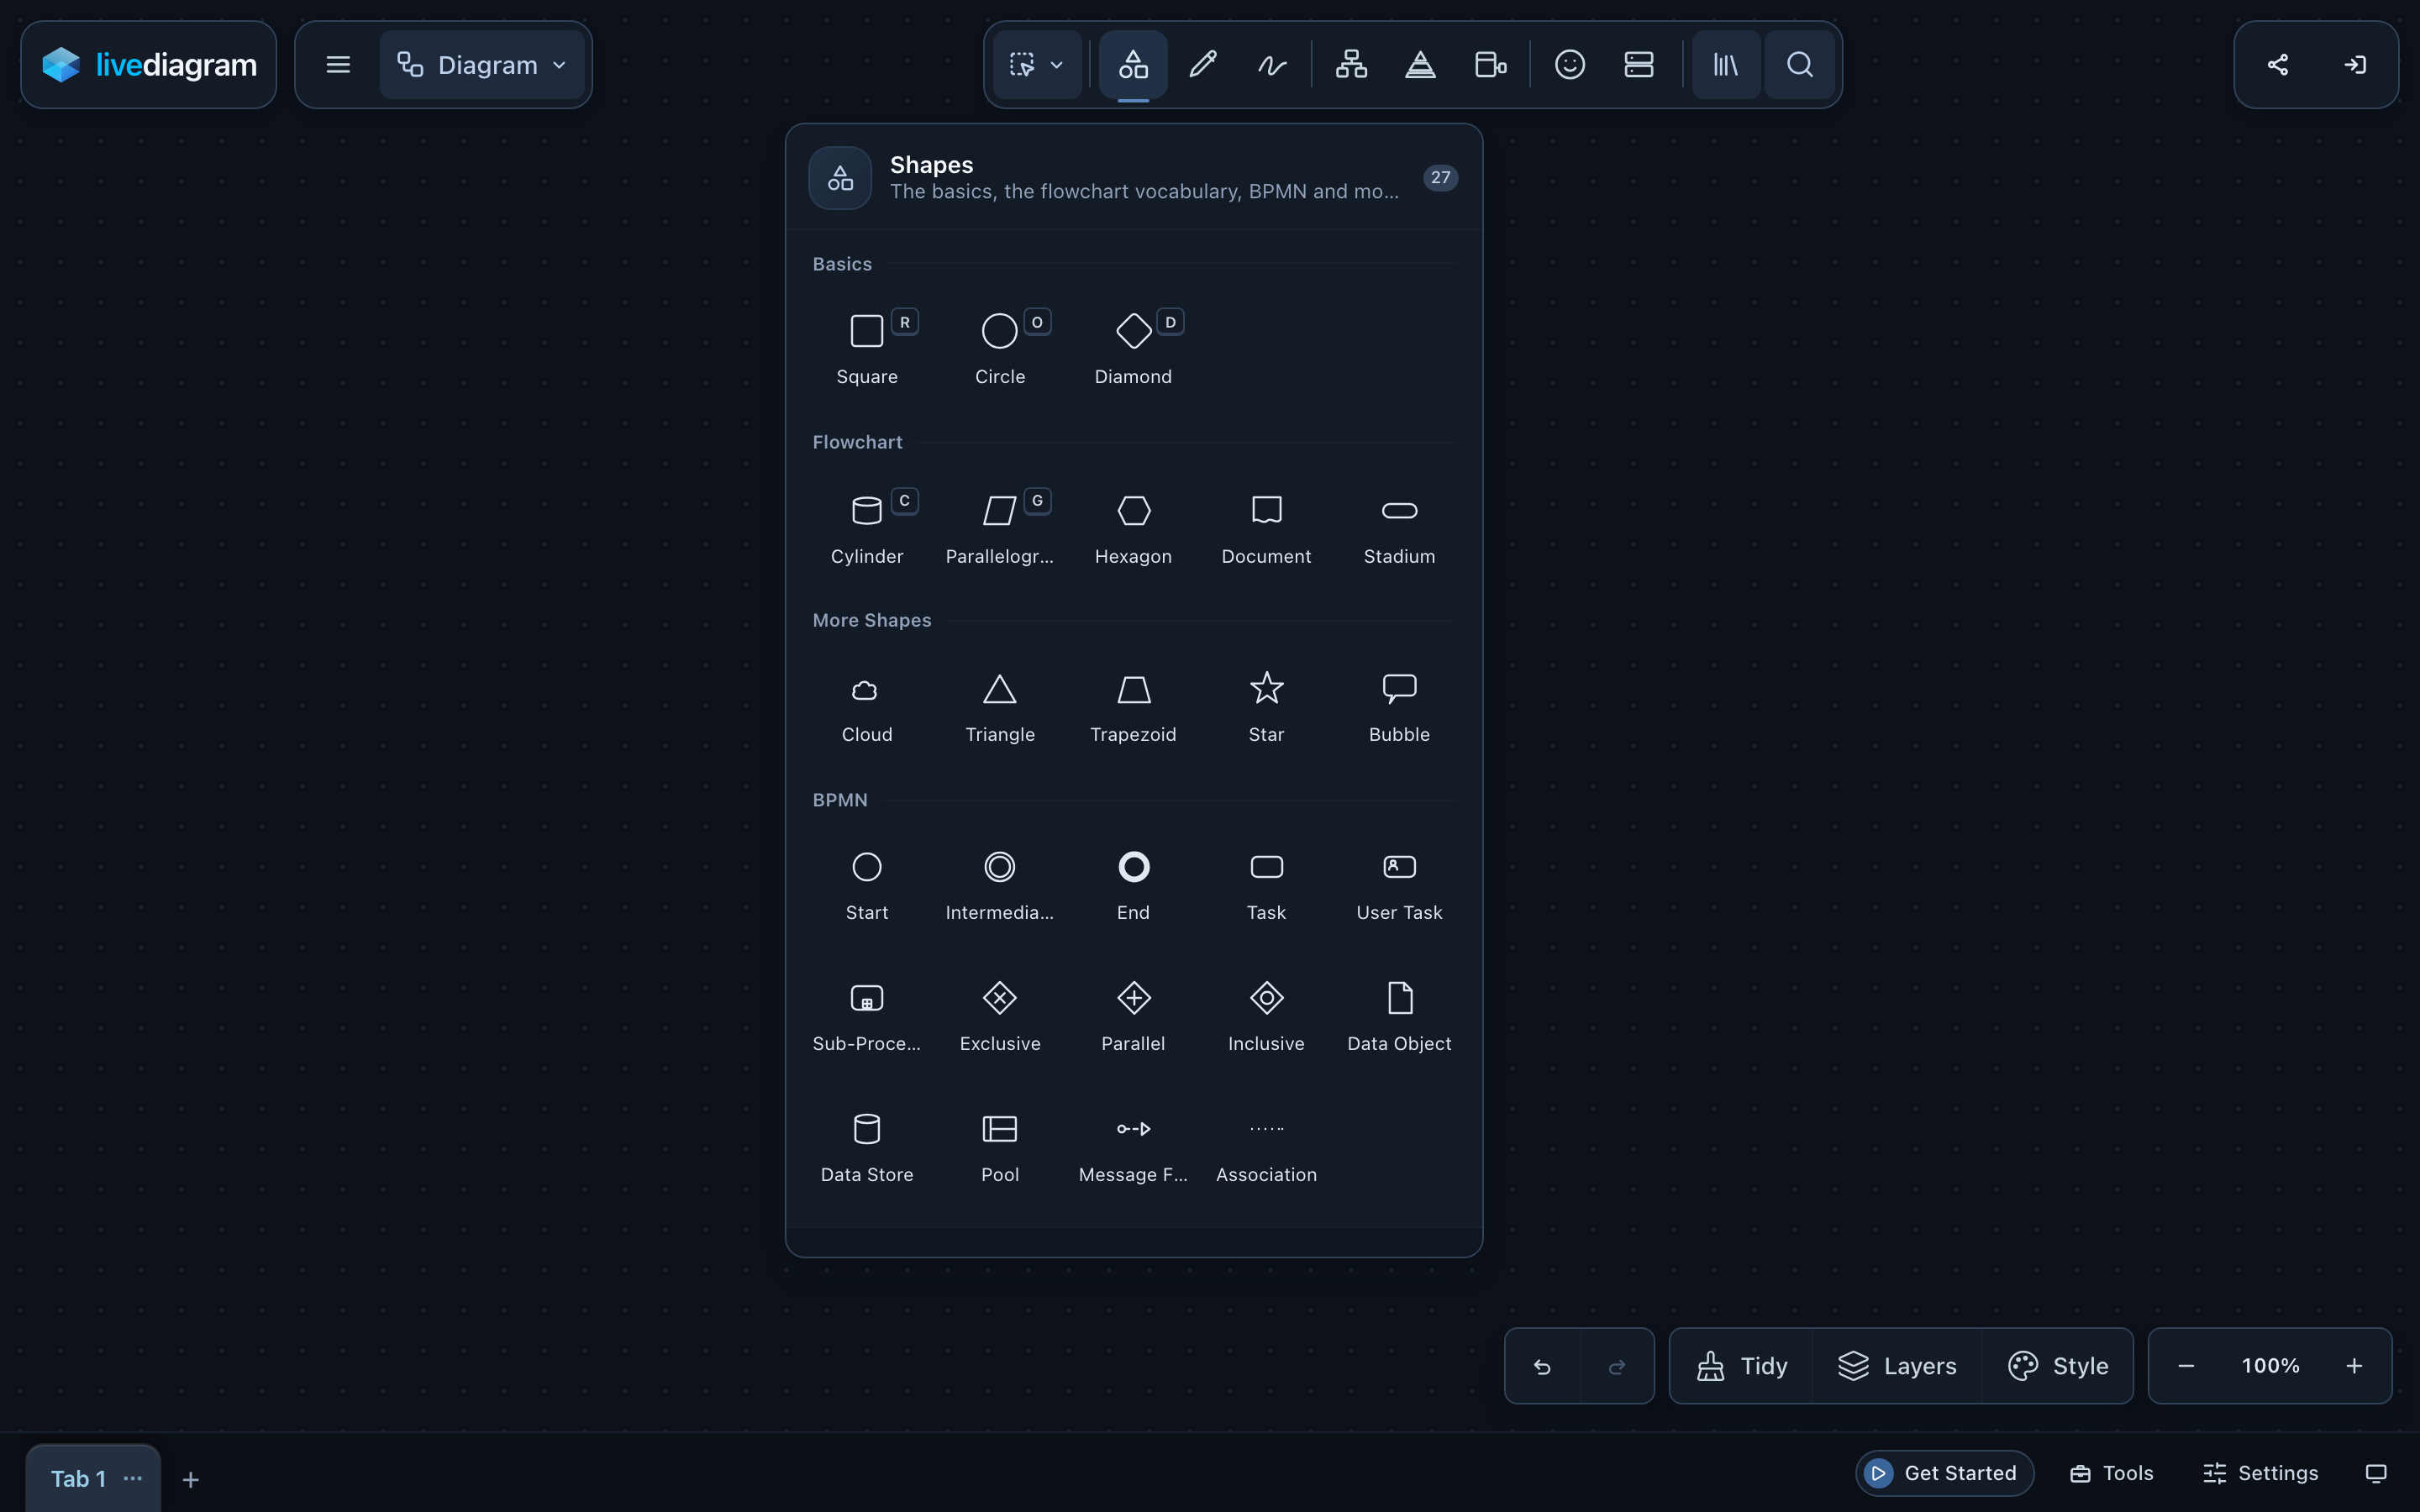 livediagram
Diagram
Shapes
The basics, the flowchart vocabulary, BPMN and mo...
27
Basics
R
O
D
Square
Circle
Diamond
Flowchart
C
G
Cylinder
Parallelogr...
Hexagon
Document
Stadium
More Shapes
Cloud
Triangle
Trapezoid
Star
Bubble
BPMN
Start
Intermedia...
End
Task
User Task
Sub-Proce...
Exclusive
Parallel
Inclusive
Data Object
Data Store
Pool
Message F...
Association
Tidy
Layers
Style
100%
Tab 1
Get Started
Tools
Settings